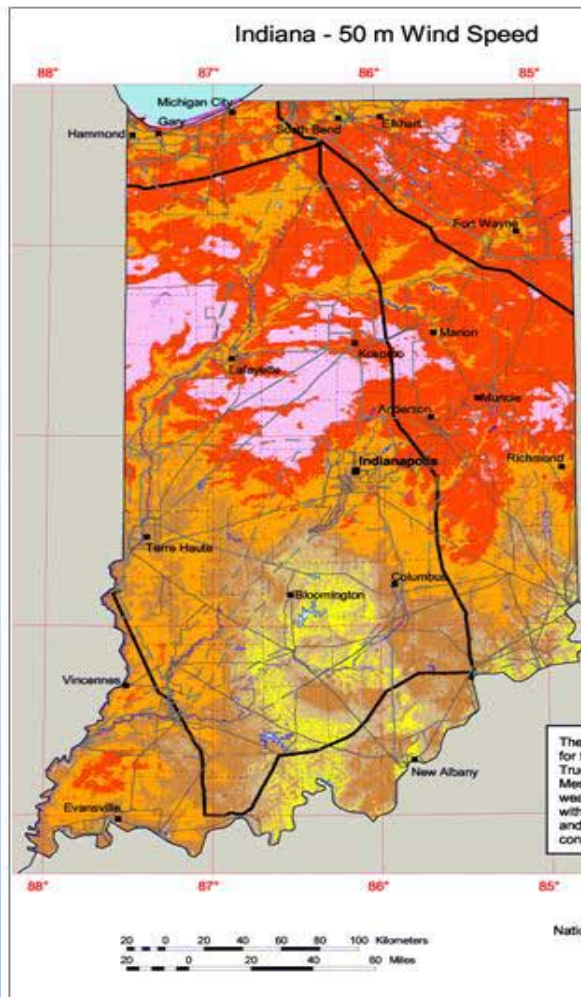 Indiana - 50 m Wind Speed
88° 87° 86° 85°
Michigan City
Gary
Hammond
South Bend
Elkhart
Fort Wayne
Marion
Kokomo
Lafayette
Muncie
Anderson
Indianapolis
Richmond
Terre Haute
Columbus
Bloomington
Vincennes
New Albany
Evansville
The
for
Tru
Mes
wea
with
and
con
88° 87° 86° 85°
Natio
20 0 20 40 60 80 100 Kilometers
20 0 20 40 60 Miles